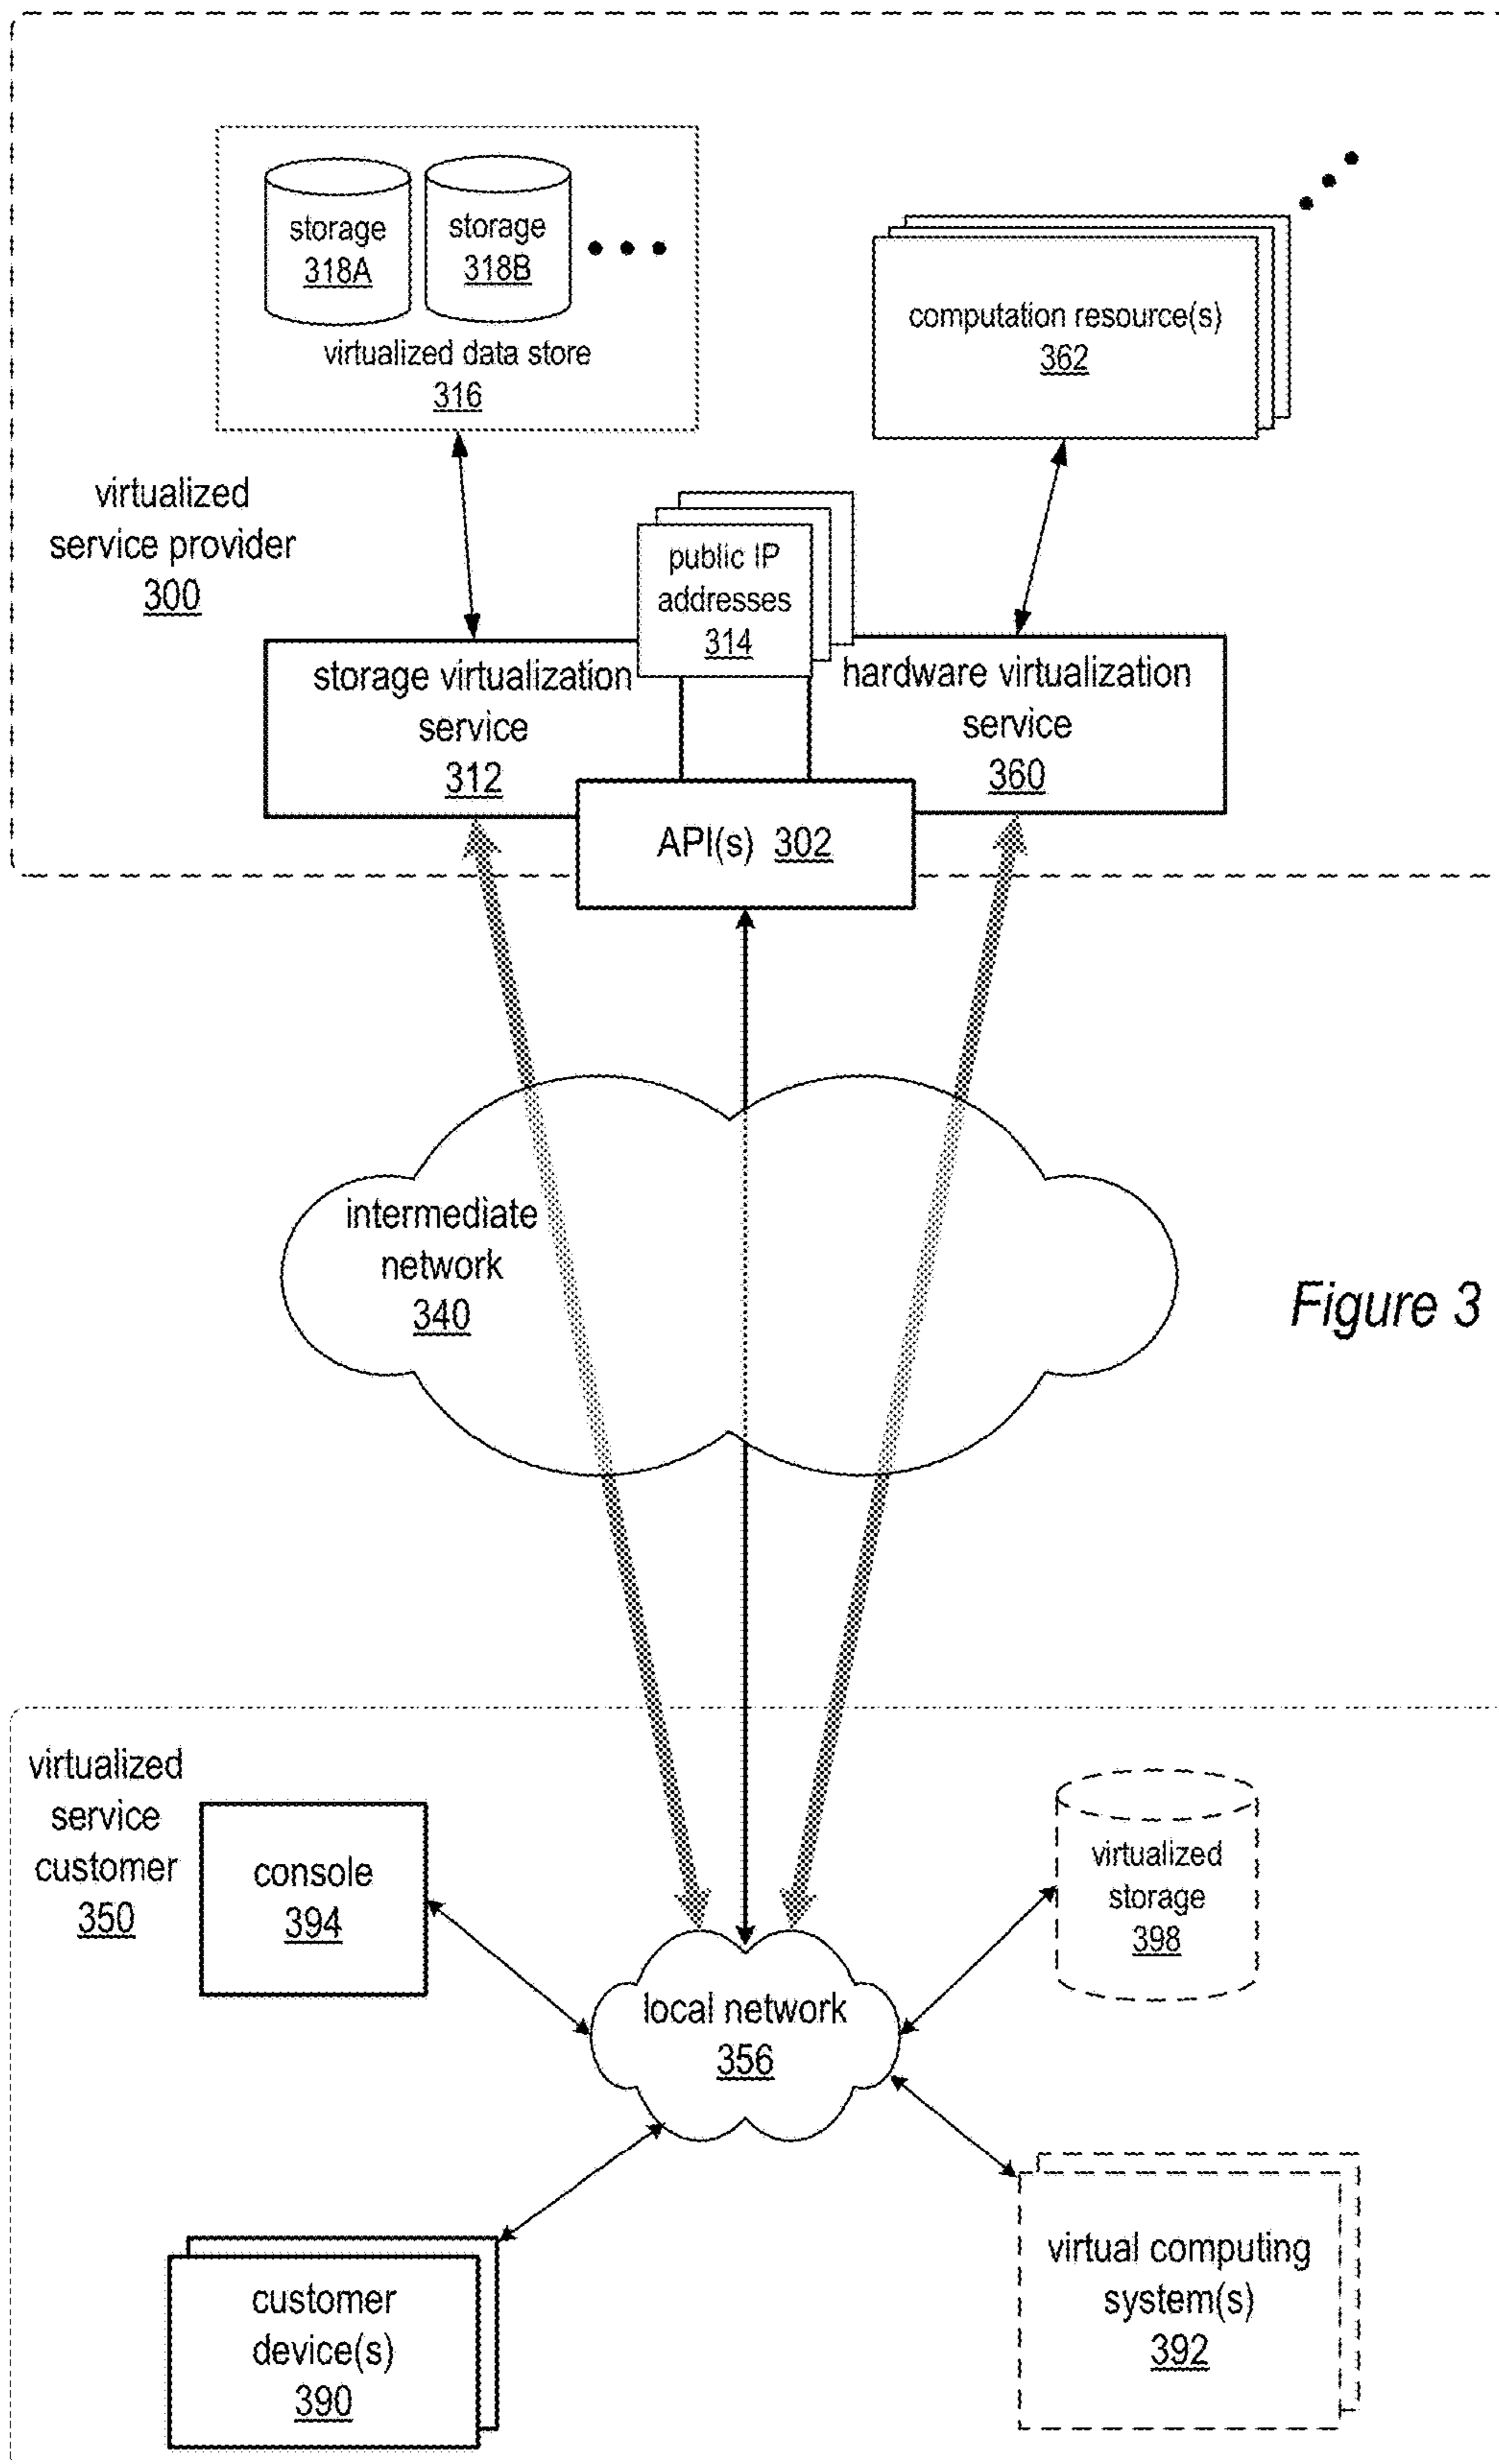 storage
318A
storage
318B
virtualized data store
316
computation resource(s)
362
virtualized
service provider
300
public IP
addresses
314
storage virtualization
service
312
hardware virtualization
service
360
API(s) 302
intermediate
network
340
Figure 3
virtualized
service
customer
350
console
394
virtualized
storage
398
local network
356
customer
device(s)
390
virtual computing
system(s)
392